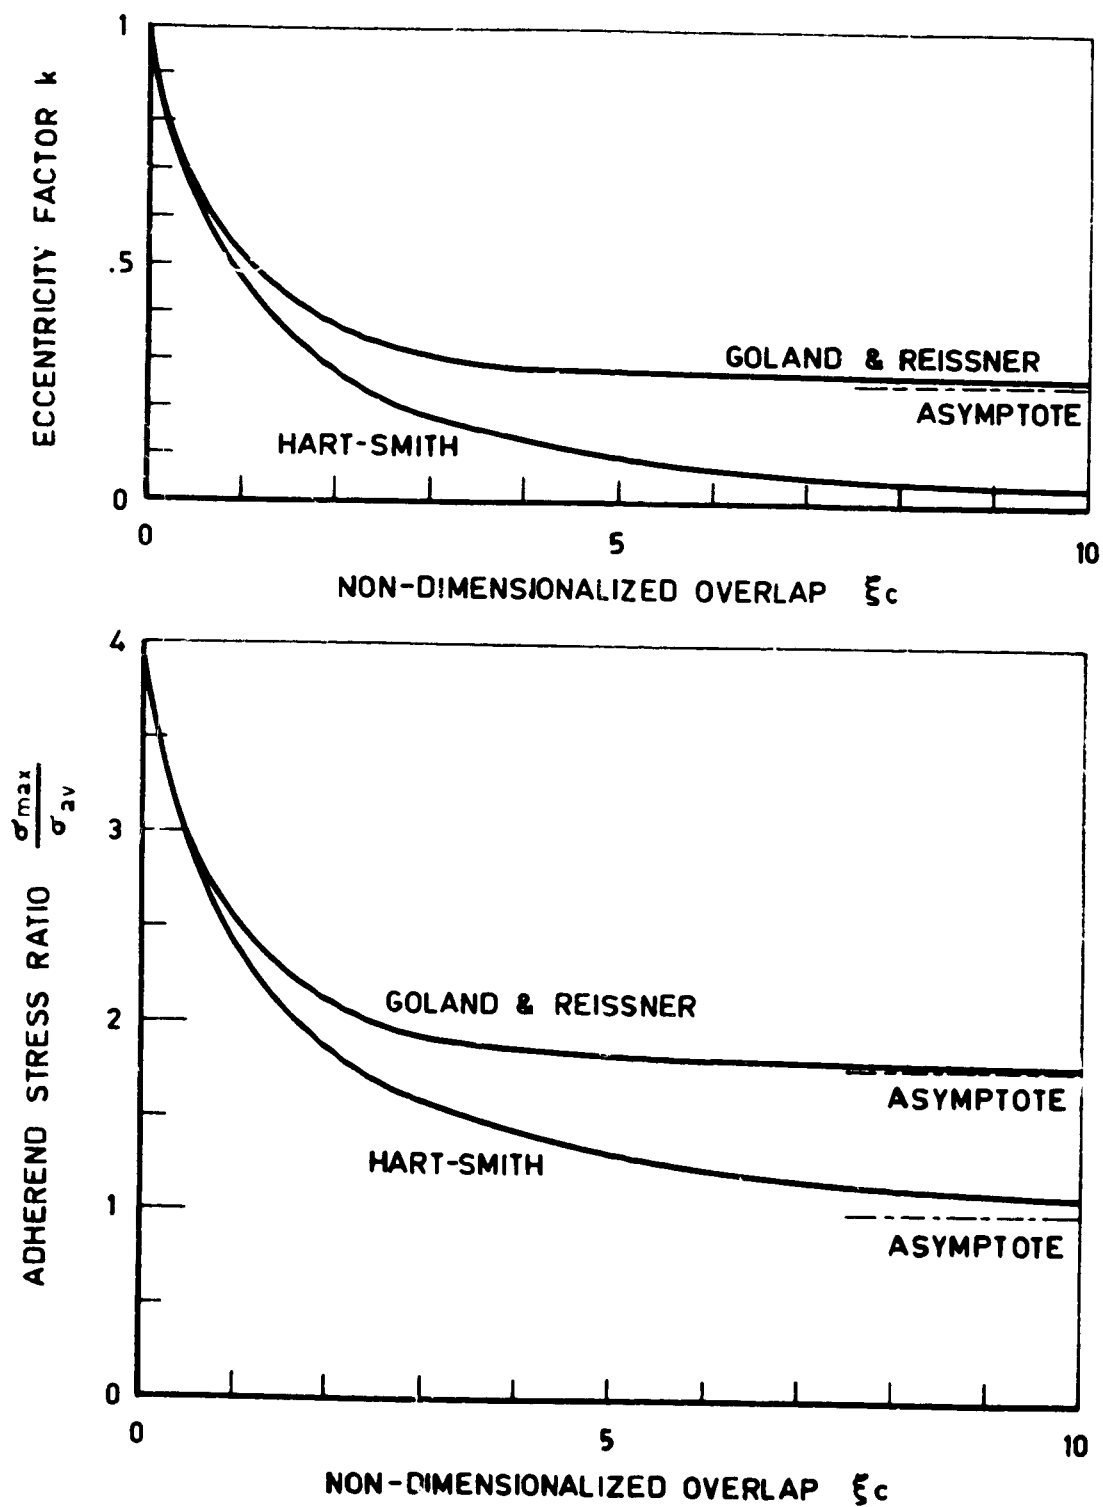 1
.5
0
ECCENTRICITY FACTOR k
GOLAND & REISSNER
ASYMPTOTE
HART-SMITH
0
5
10
NON-DIMENSIONALIZED OVERLAP ξc
4
3
2
1
0
ADHEREND STRESS RATIO σmax/σav
GOLAND & REISSNER
ASYMPTOTE
HART-SMITH
ASYMPTOTE
0
5
10
NON-DIMENSIONALIZED OVERLAP ξc